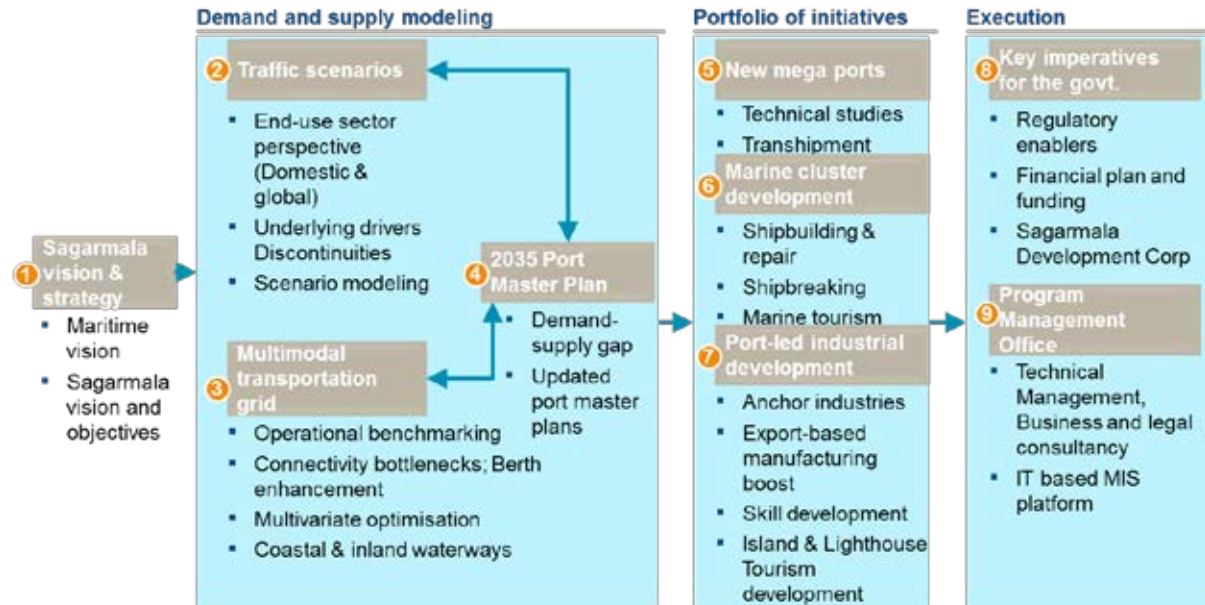 Demand and supply modeling
Portfolio of initiatives
Execution
1
Sagarmala
vision &
strategy
▪ Maritime
vision
▪ Sagarmala
vision and
objectives
2
Traffic scenarios
▪ End-use sector
perspective
(Domestic &
global)
▪ Underlying drivers
Discontinuities
▪ Scenario modeling
3
Multimodal
transportation
grid
▪ Operational benchmarking
▪ Connectivity bottlenecks; Berth
enhancement
▪ Multivariate optimisation
▪ Coastal & inland waterways
4
2035 Port
Master Plan
▪ Demand-
supply gap
▪ Updated
port master
plans
5
New mega ports
▪ Technical studies
▪ Transhipment
6
Marine cluster
development
▪ Shipbuilding &
repair
▪ Shipbreaking
▪ Marine tourism
7
Port-led industrial
development
▪ Anchor industries
▪ Export-based
manufacturing
boost
▪ Skill development
▪ Island & Lighthouse
Tourism
development
8
Key imperatives
for the govt.
▪ Regulatory
enablers
▪ Financial plan and
funding
▪ Sagarmala
Development Corp
9
Program
Management
Office
▪ Technical
Management,
Business and legal
consultancy
▪ IT based MIS
platform